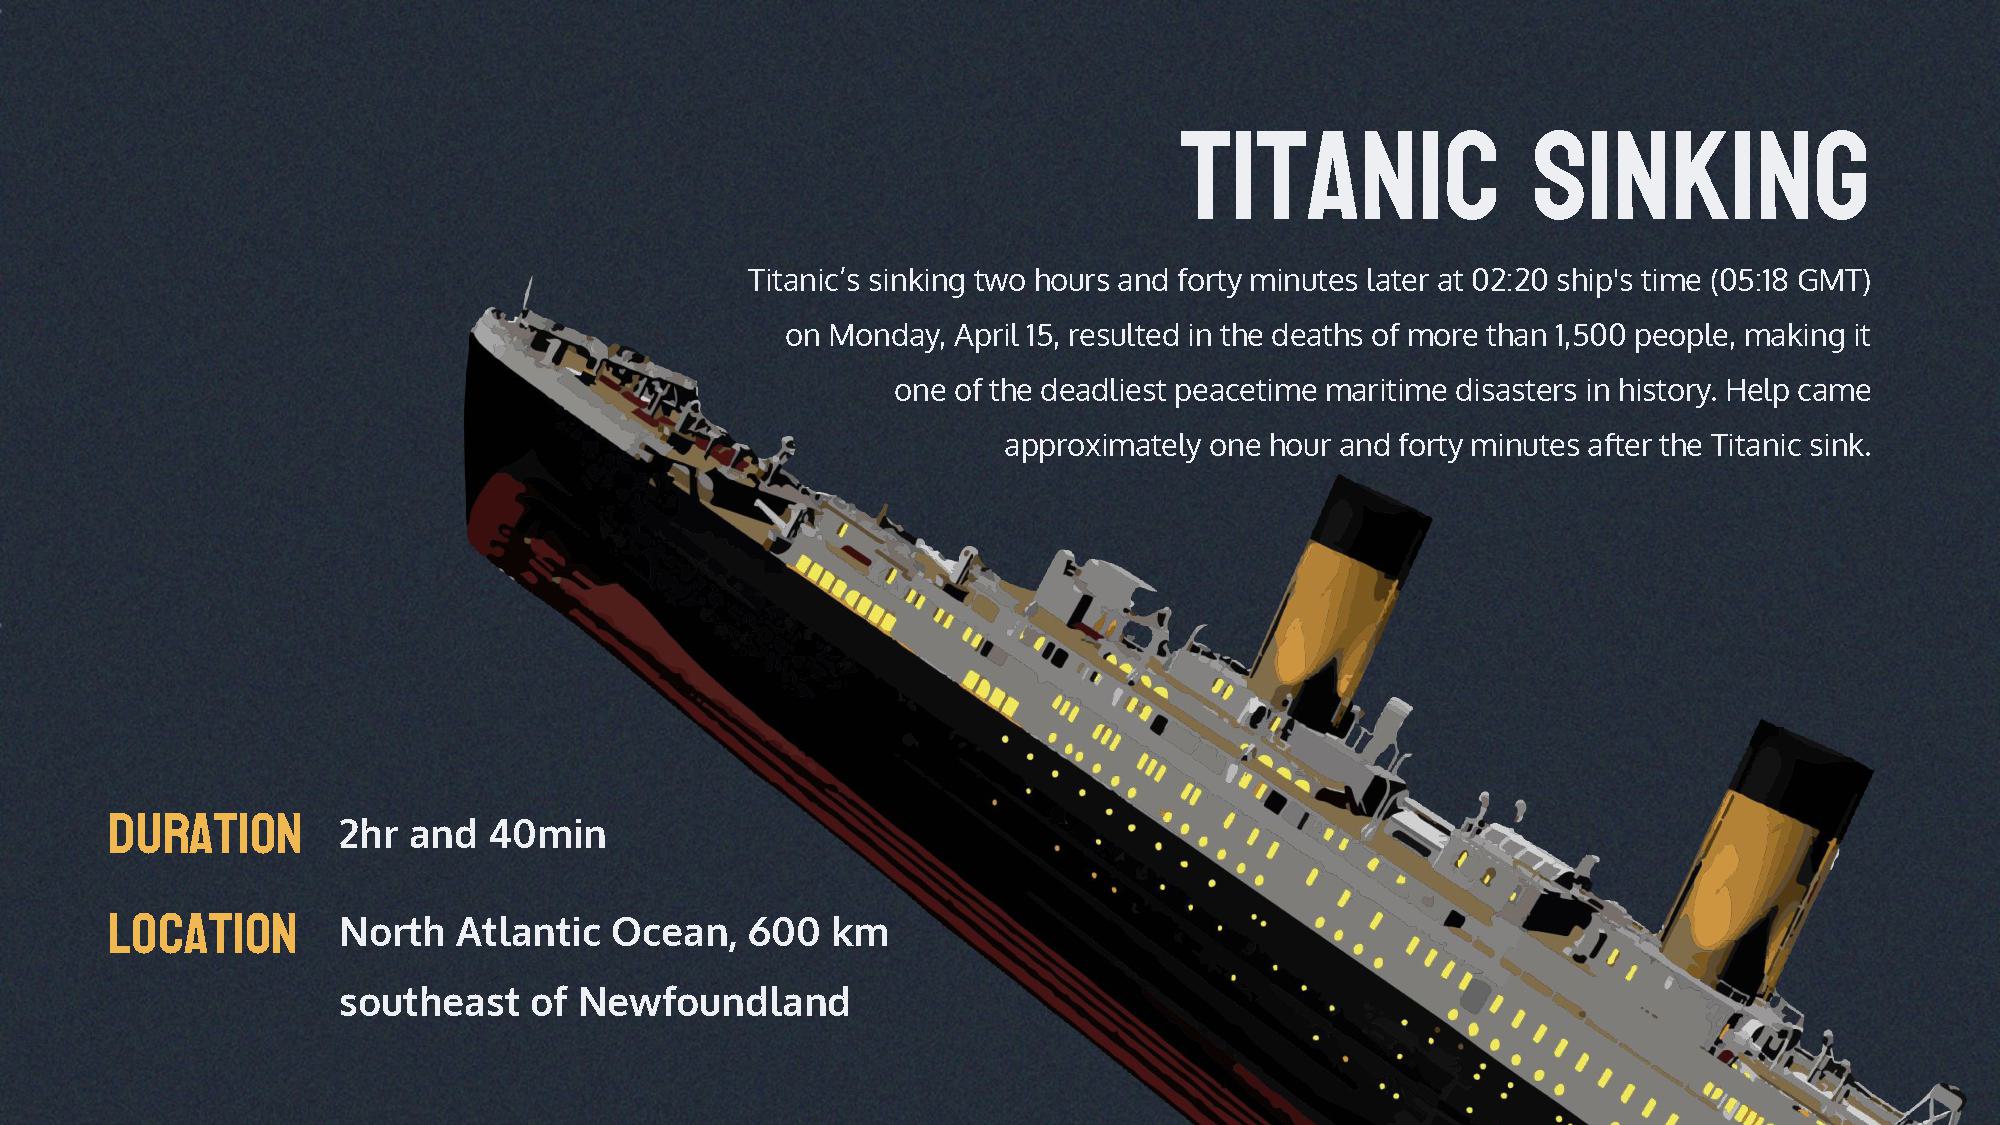 TITANIC SINKING
Titanic’s sinking two hours and forty minutes later at 02:20 ship's time (05:18 GMT)
on Monday, April 15, resulted in the deaths of more than 1,500 people, making it
one of the deadliest peacetime maritime disasters in history. Help came
approximately one hour and forty minutes after the Titanic sink.
DURATION 2hr and 40min
LOCATION North Atlantic Ocean, 600 km
southeast of Newfoundland